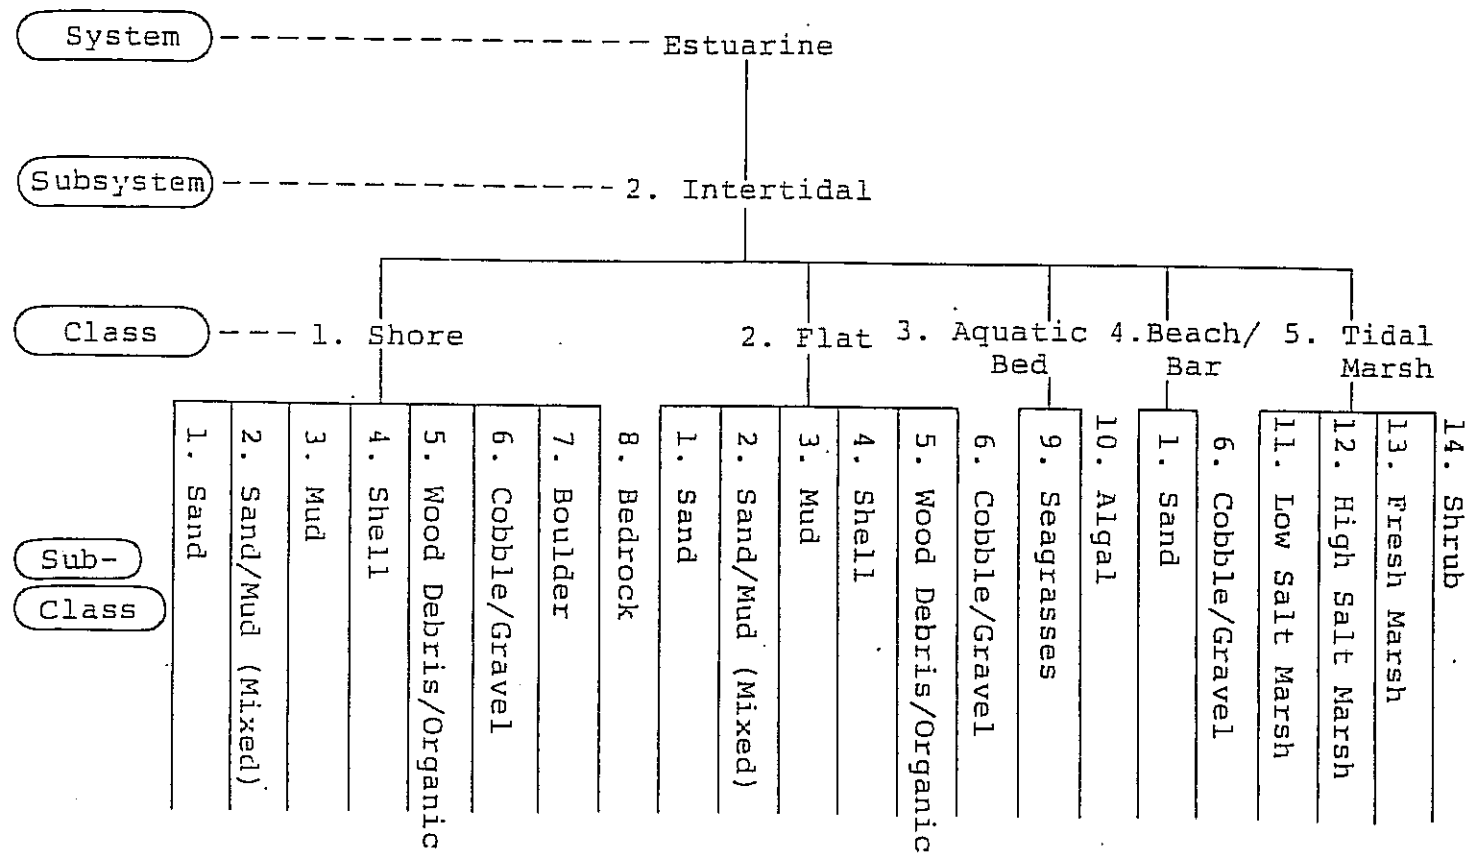 System
Estuarine
Subsystem
2. Intertidal
Class
1. Shore
2. Flat
3. Aquatic
Bed
4.Beach/
Bar
5. Tidal
Marsh
Sub-
Class
1. Sand
2. Sand/Mud (Mixed)
3. Mud
4. Shell
5. Wood Debris/Organic
6. Cobble/Gravel
7. Boulder
8. Bedrock
1. Sand
2. Sand/Mud (Mixed)
3. Mud
4. Shell
5. Wood Debris/Organic
6. Cobble/Gravel
9. Seagrasses
10. Algal
1. Sand
6. Cobble/Gravel
11. Low Salt Marsh
12. High Salt Marsh
13. Fresh Marsh
14. Shrub